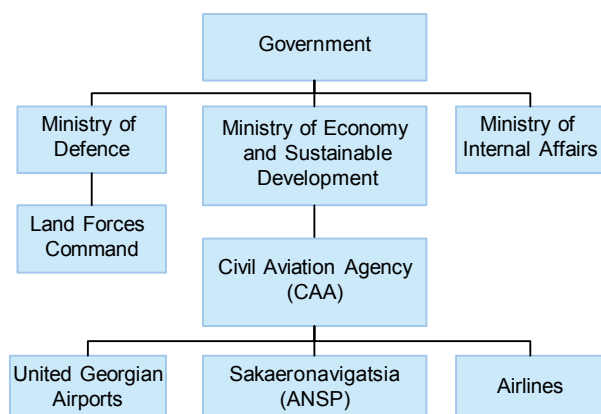 Government
Ministry of
Defence
Ministry of Economy
and Sustainable
Development
Ministry of
Internal Affairs
Land Forces
Command
Civil Aviation Agency
(CAA)
United Georgian
Airports
Sakaeronavigatsia
(ANSP)
Airlines